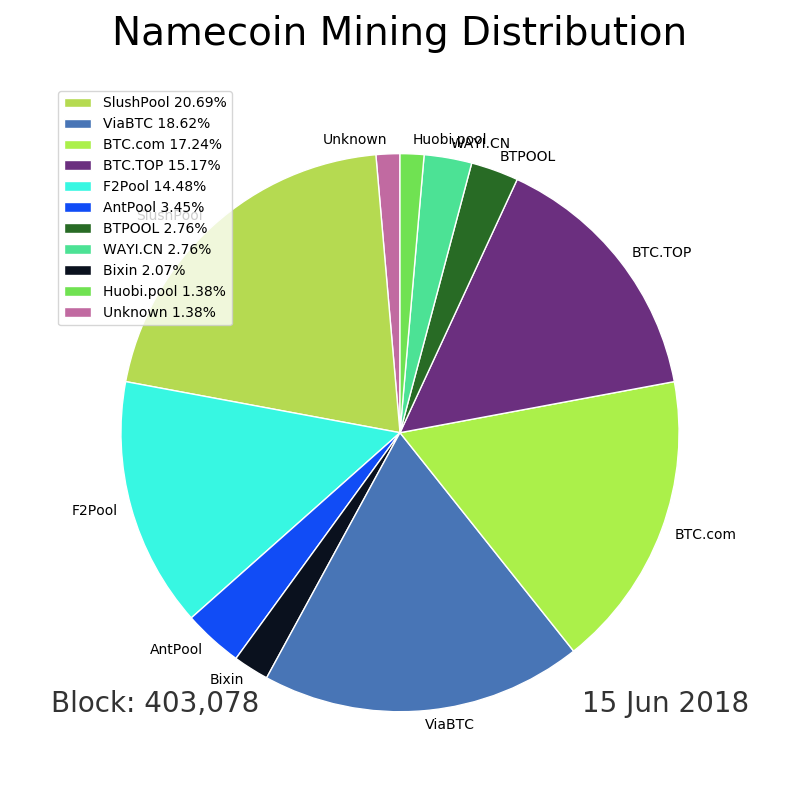 Namecoin Mining Distribution
SlushPool 20.69%
ViaBTC 18.62%
BTC.com 17.24%
BTC.TOP 15.17%
F2Pool 14.48%
AntPool 3.45%
BTPOOL 2.76%
WAYI.CN 2.76%
Bixin 2.07%
Huobi.pool 1.38%
Unknown 1.38%
Unknown
Huobi.pool
WAYI.CN
BTPOOL
SlushPool
BTC.TOP
F2Pool
BTC.com
AntPool
Bixin
ViaBTC
Block: 403,078
15 Jun 2018